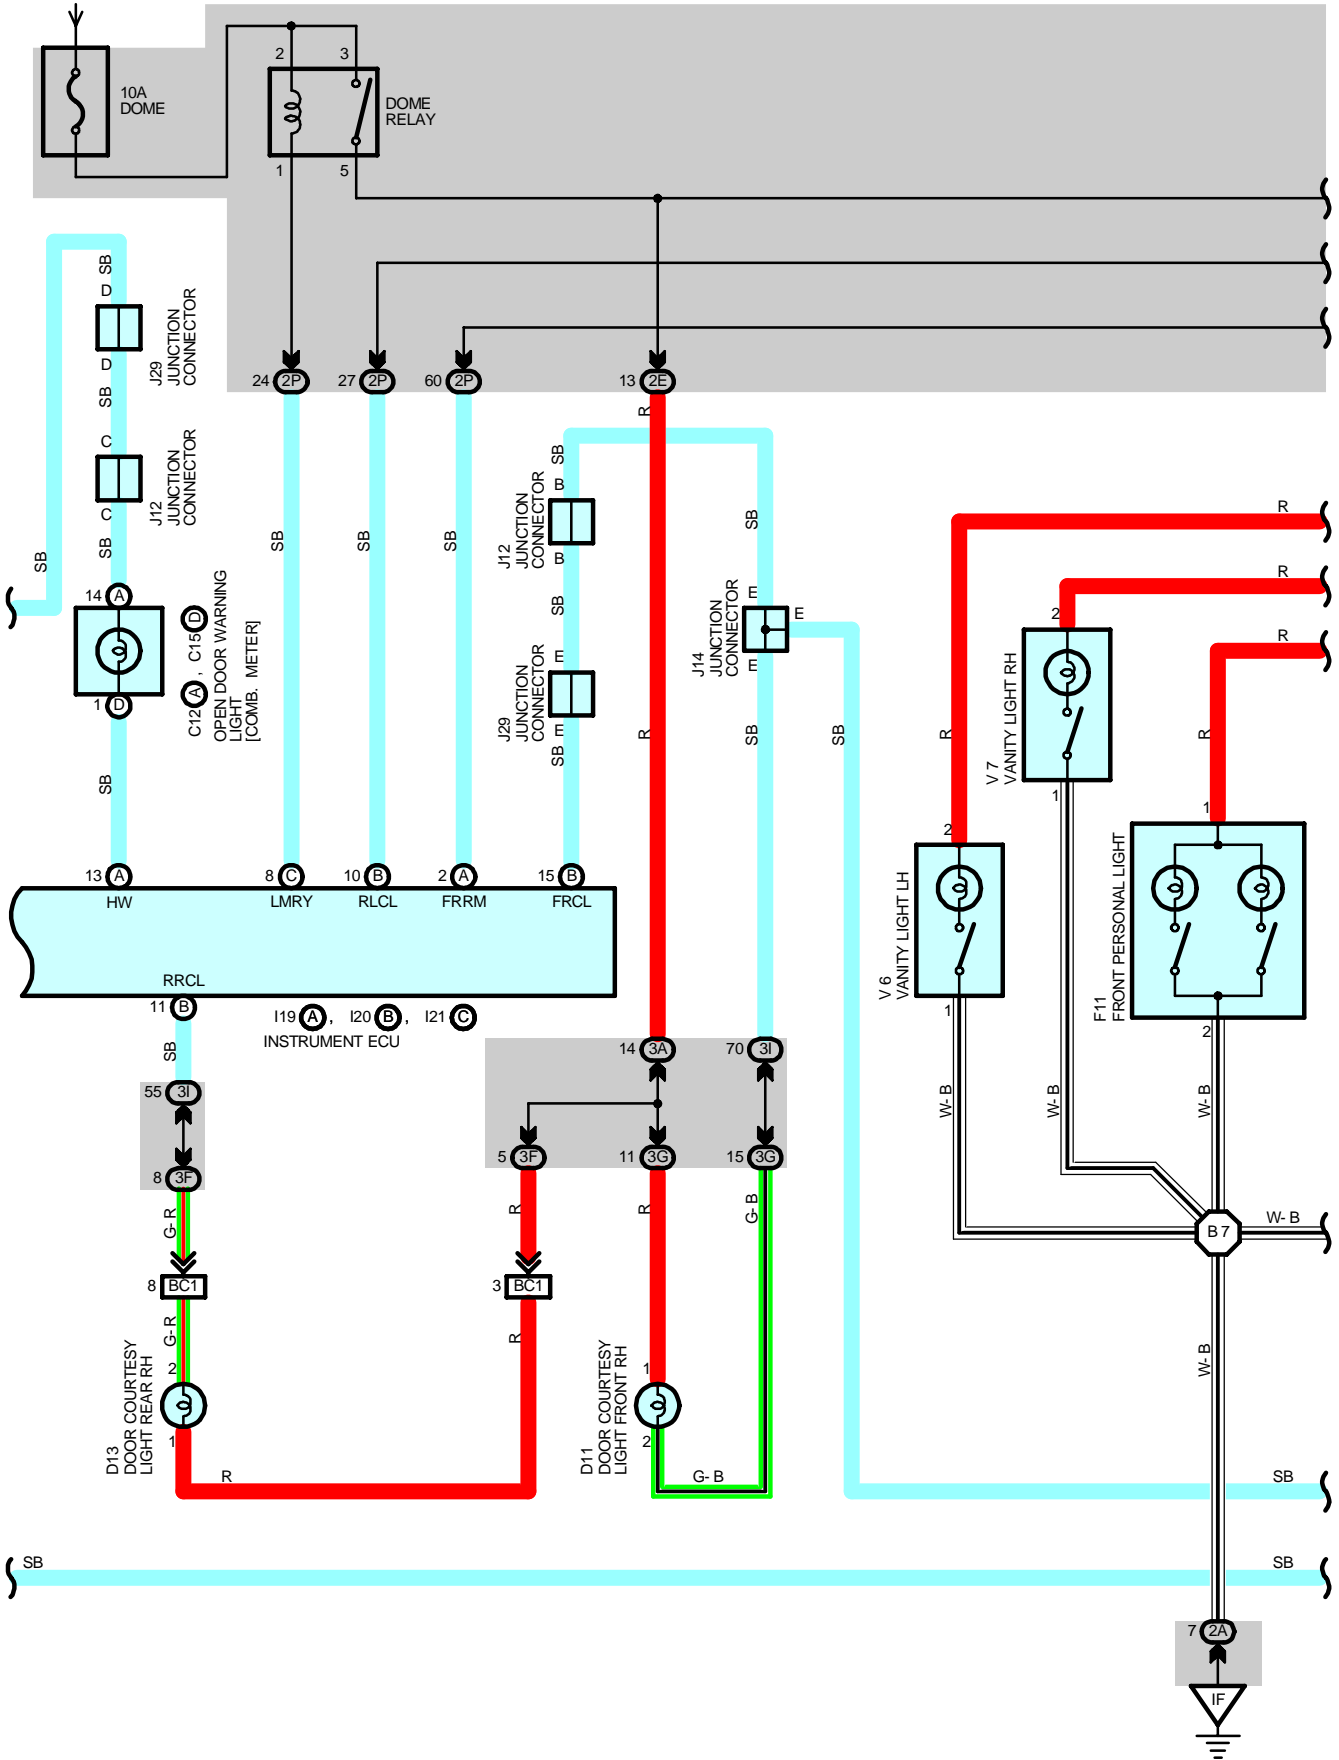 10A
DOME
2
3
DOME
RELAY
1
5
SB
D
J29
JUNCTION
CONNECTOR
D
SB
C
J12
JUNCTION
CONNECTOR
C
SB
SB
24 2P
27 2P
60 2P
13 2E
R
SB
B
J12
JUNCTION
CONNECTOR
B
SB
E
J29
JUNCTION
CONNECTOR
E
SB
SB
SB
SB
SB
E
E
J14
JUNCTION
CONNECTOR
E
R
SB
SB
14 A
1 D
C12 A , C15 D
OPEN DOOR WARNING
LIGHT
[COMB. METER]
SB
R
R
R
2
V 7
VANITY LIGHT RH
1
R
R
2
V 6
VANITY LIGHT LH
1
1
F11
FRONT PERSONAL LIGHT
2
13 A
8 C
10 B
2 A
15 B
HW
LMRY
RLCL
FRRM
FRCL
RRCL
11 B
I19 A , I20 B , I21 C
INSTRUMENT ECU
SB
14 3A
70 3I
55 3I
8 3F
5 3F
11 3G
15 3G
W- B
W- B
W- B
G- R
R
R
G- B
B 7
W- B
8 BC1
3 BC1
G- R
R
W- B
2
D13
DOOR COURTESY
LIGHT REAR RH
1
1
D11
DOOR COURTESY
LIGHT FRONT RH
2
R
G- B
SB
SB
SB
7 2A
IF